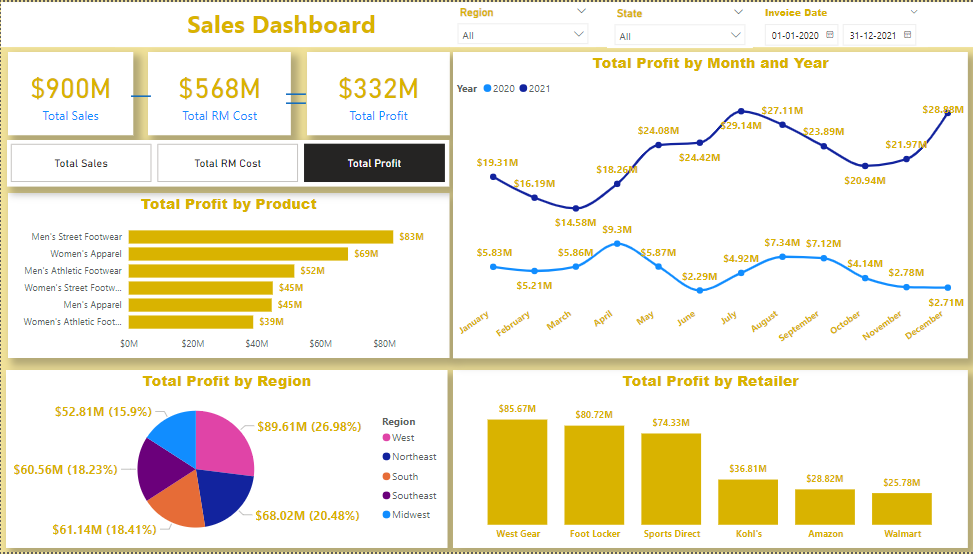 Sales Dashboard
Region
All
State
All
Invoice Date
01-01-2020
31-12-2021
$900M
Total Sales
$568M
Total RM Cost
$332M
Total Profit
Total Sales
Total RM Cost
Total Profit
Total Profit by Product
Men's Street Footwear
$83M
Women's Apparel
$69M
Men's Athletic Footwear
$52M
Women's Street Footw...
$45M
Men's Apparel
$45M
Women's Athletic Foot...
$39M
$0M $20M $40M $60M $80M
Total Profit by Month and Year
Year 2020 2021
$19.31M
$16.19M
$14.58M
$18.26M
$24.08M
$24.42M
$29.14M
$27.11M
$23.89M
$20.94M
$21.97M
$28.88M
$5.83M
$5.21M
$5.86M
$9.3M
$5.87M
$2.29M
$4.92M
$7.34M
$7.12M
$4.14M
$2.78M
$2.71M
January
February
March
April
May
June
July
August
September
October
November
December
Total Profit by Region
$52.81M (15.9%)
$89.61M (26.98%)
$60.56M (18.23%)
$61.14M (18.41%)
$68.02M (20.48%)
Region
West
Northeast
South
Southeast
Midwest
Total Profit by Retailer
$85.67M
$80.72M
$74.33M
$36.81M
$28.82M
$25.78M
West Gear
Foot Locker
Sports Direct
Kohl's
Amazon
Walmart